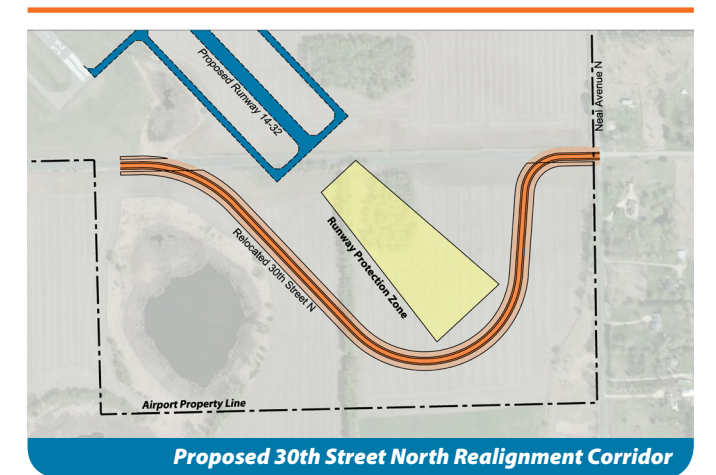 Proposed Runway 14-32
Neal Avenue N
Relocated 30th Street N
Runway Protection Zone
Airport Property Line
Proposed 30th Street North Realignment Corridor